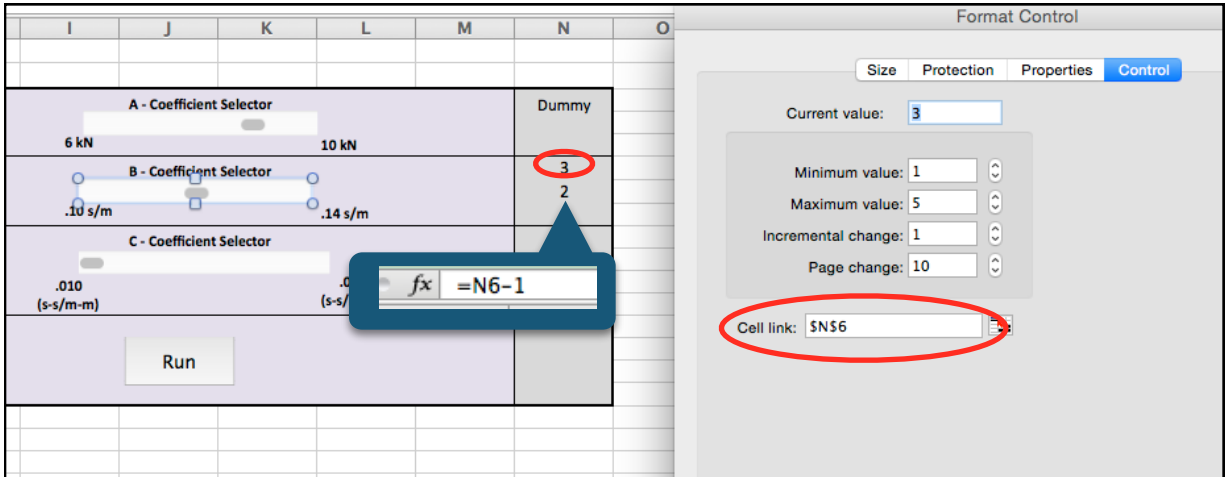 I J K L M N O
A - Coefficient Selector
6 kN 10 kN
B - Coefficient Selector
.10 s/m .14 s/m
C - Coefficient Selector
.010
(s-s/m-m)
.0
(s-s/
Run
Dummy
3
2
fx =N6-1
Format Control
Size Protection Properties Control
Current value: 3
Minimum value: 1
Maximum value: 5
Incremental change: 1
Page change: 10
Cell link: $N$6